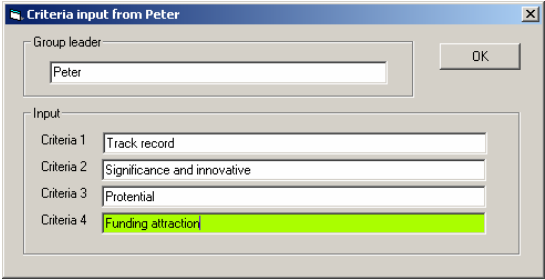 Criteria input from Peter
Group leader
OK
Peter
Input
Criteria 1 Track record
Criteria 2 Significance and innovative
Criteria 3 Protential
Criteria 4 Funding attraction